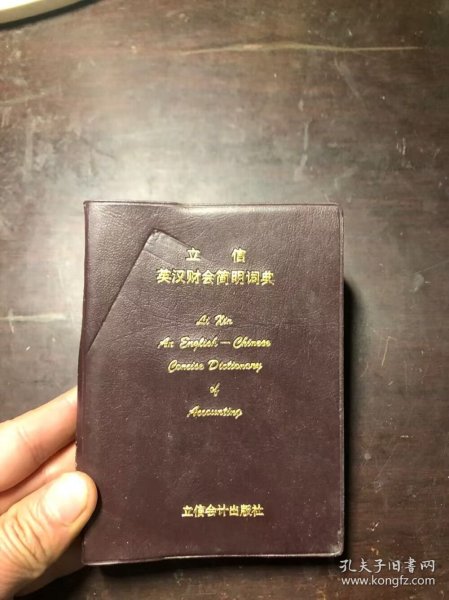 立信
英汉财会简明词典
Li Xin
An English—Chinese
Concise Dictionary
of
Accounting
立信会计出版社
孔夫子旧书网
www.kongfz.com